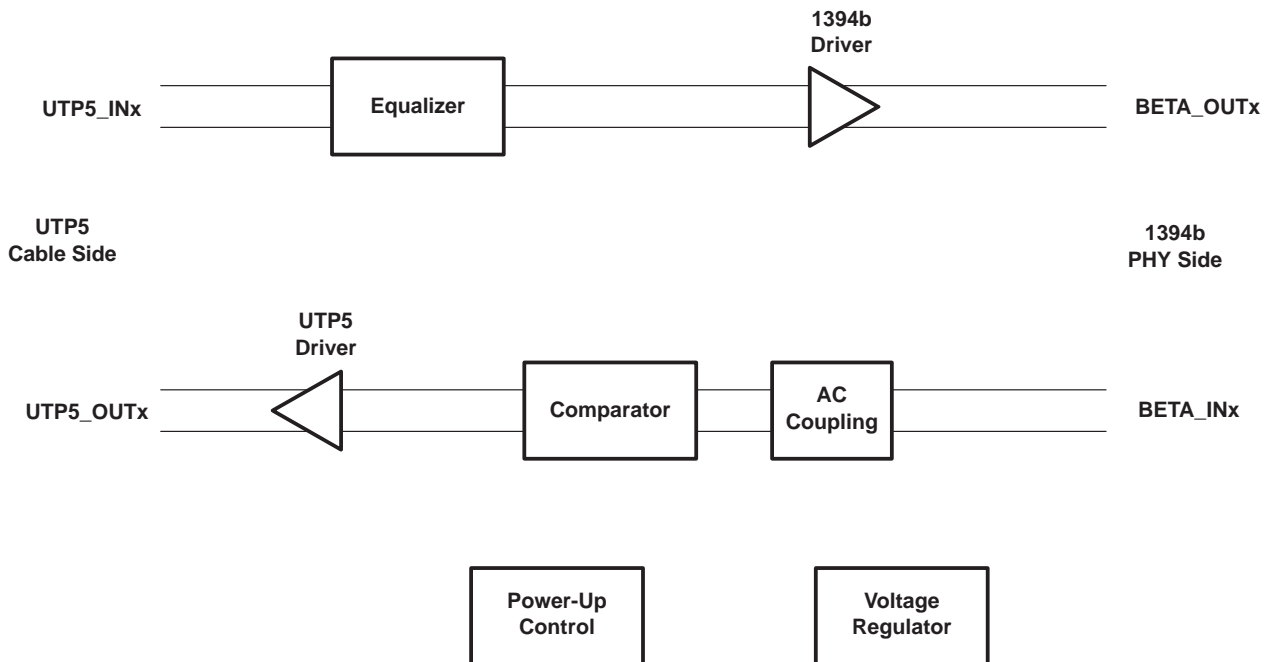 1394b
Driver
UTP5_INx
Equalizer
BETA_OUTx
UTP5
Cable Side
1394b
PHY Side
UTP5
Driver
UTP5_OUTx
Comparator
AC
Coupling
BETA_INx
Power-Up
Control
Voltage
Regulator